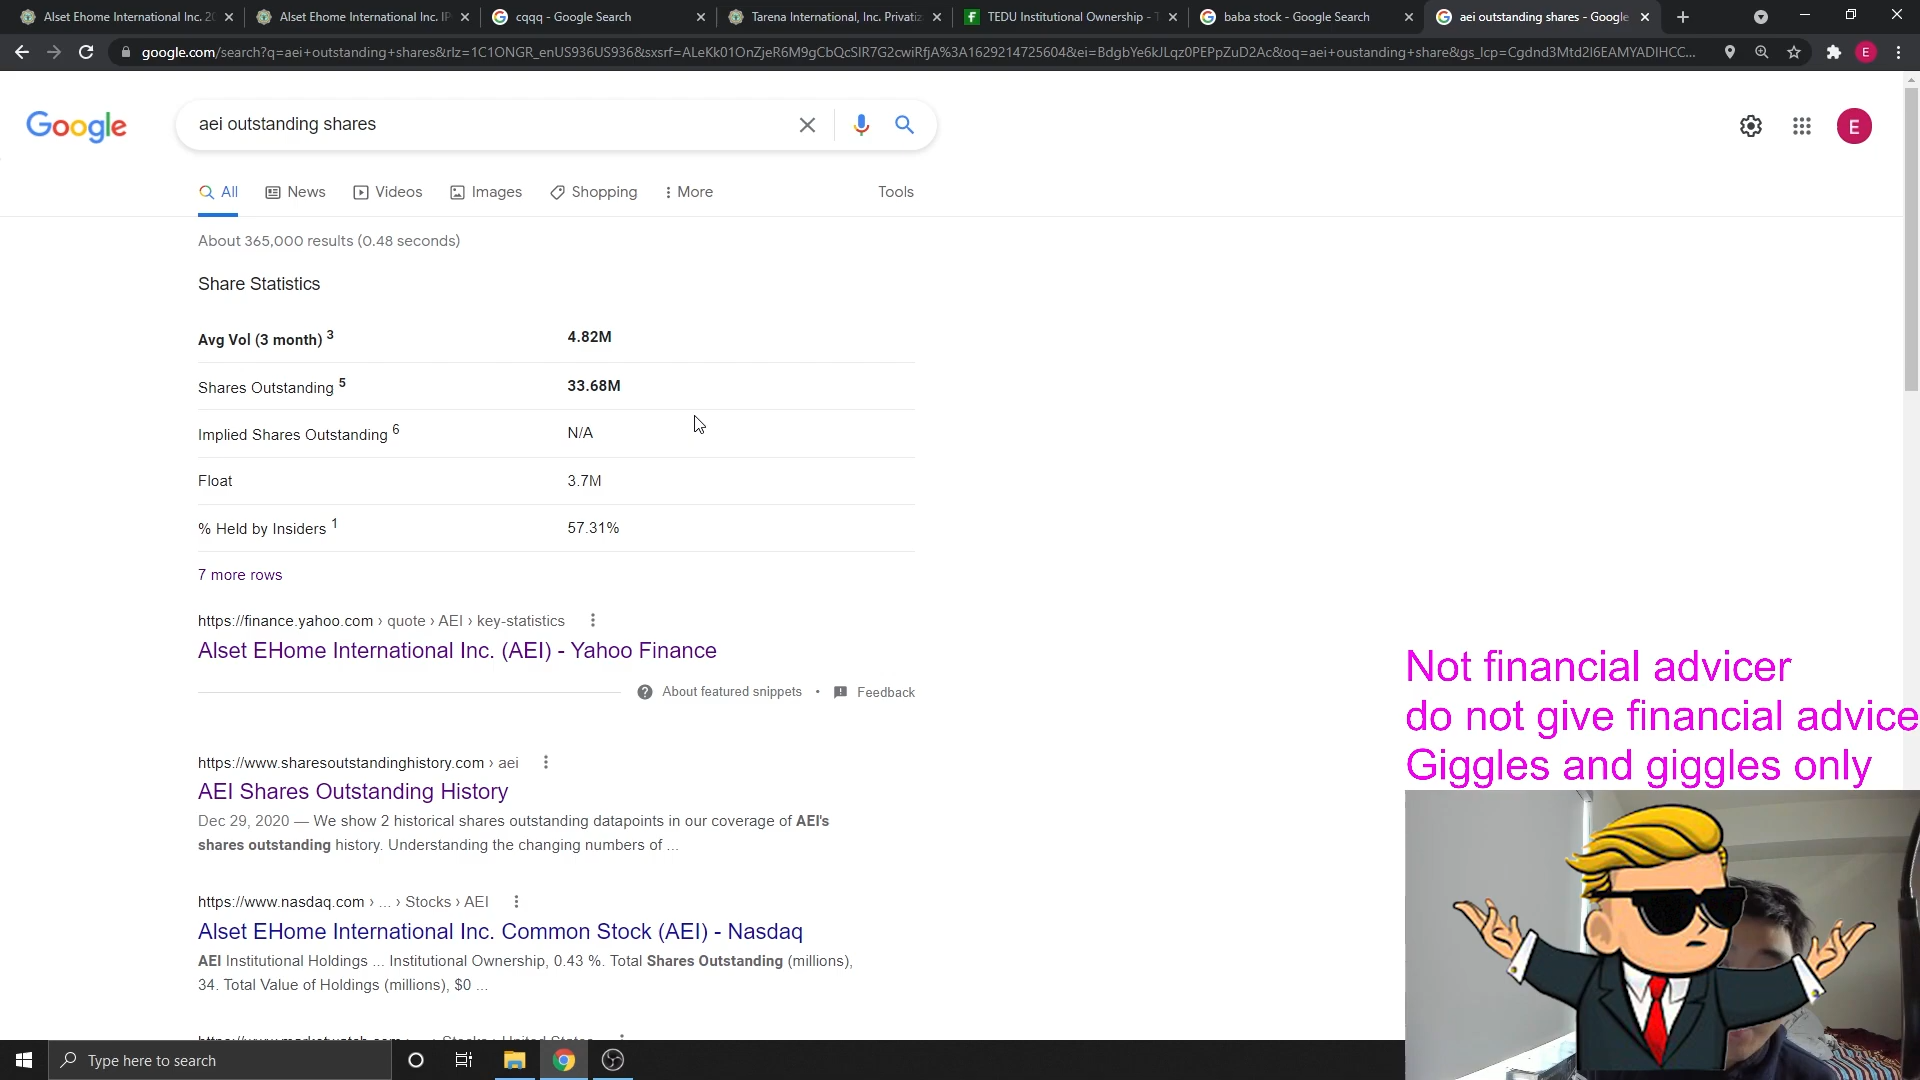 Alset Ehome International Inc. 20
Alset Ehome International Inc. IP
cqqq - Google Search
Tarena International, Inc. Privatiz
TEDU Institutional Ownership - T
baba stock - Google Search
aei outstanding shares - Google
google.com/search?q=aei+outstanding+shares&rlz=1C1ONGR_enUS936US936&sxsrf=ALeKk01OnZjeR6M9gCbQcSIR7G2cwiRfjA%3A1629214725604&ei=BdgbYe6kJLqz0PEPpZuD2Ac&oq=aei+oustanding+share&gs_lcp=Cgdnd3Mtd2l6EAMYADIHCC...
E
Google
aei outstanding shares
E
All
News
Videos
Images
Shopping
More
Tools
About 365,000 results (0.48 seconds)
Share Statistics
Avg Vol (3 month) 3 4.82M
Shares Outstanding 5 33.68M
Implied Shares Outstanding 6 N/A
Float 3.7M
% Held by Insiders 1 57.31%
7 more rows
https://finance.yahoo.com › quote › AEI › key-statistics
Alset EHome International Inc. (AEI) - Yahoo Finance
About featured snippets • Feedback
https://www.sharesoutstandinghistory.com › aei
AEI Shares Outstanding History
Dec 29, 2020 — We show 2 historical shares outstanding datapoints in our coverage of AEI's
shares outstanding history. Understanding the changing numbers of ...
https://www.nasdaq.com › ... › Stocks › AEI
Alset EHome International Inc. Common Stock (AEI) - Nasdaq
AEI Institutional Holdings ... Institutional Ownership, 0.43 %. Total Shares Outstanding (millions),
34. Total Value of Holdings (millions), $0 ...
Not financial advicer
do not give financial advice
Giggles and giggles only
Type here to search